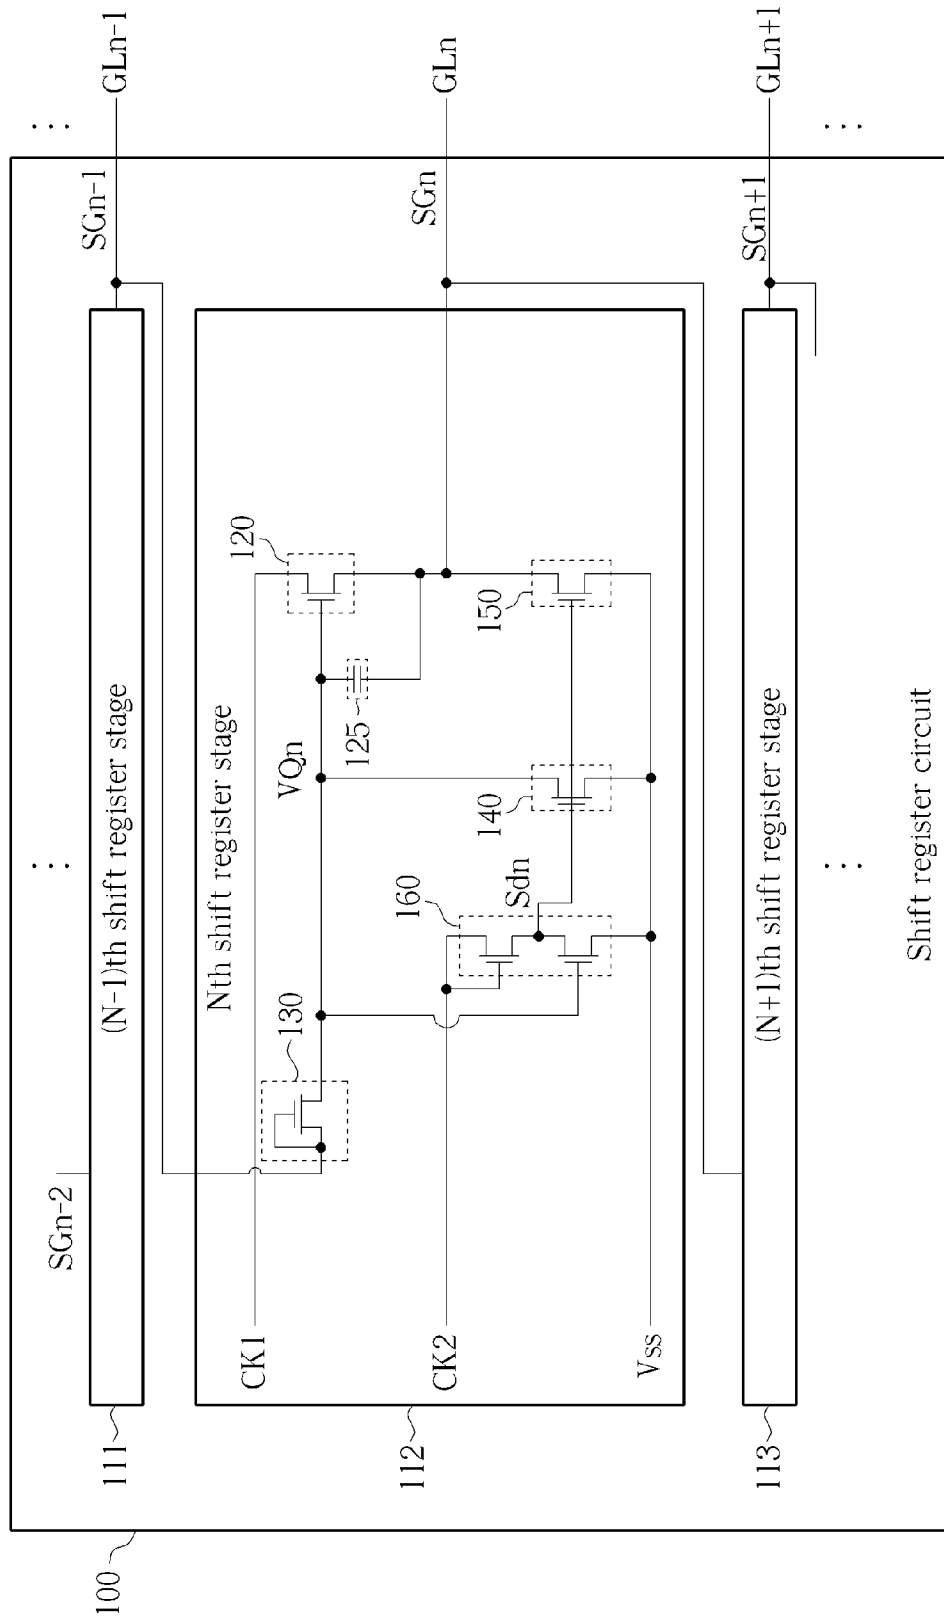 100
SGn-2
⋯
⋯
SGn-1
GLn-1
111
(N-1)th shift register stage
Nth shift register stage
CK1
130
VQn
120
125
SGn
GLn
112
CK2
160
Sdn
140
150
Vss
SGn+1
GLn+1
113
(N+1)th shift register stage
⋯
⋯
Shift register circuit